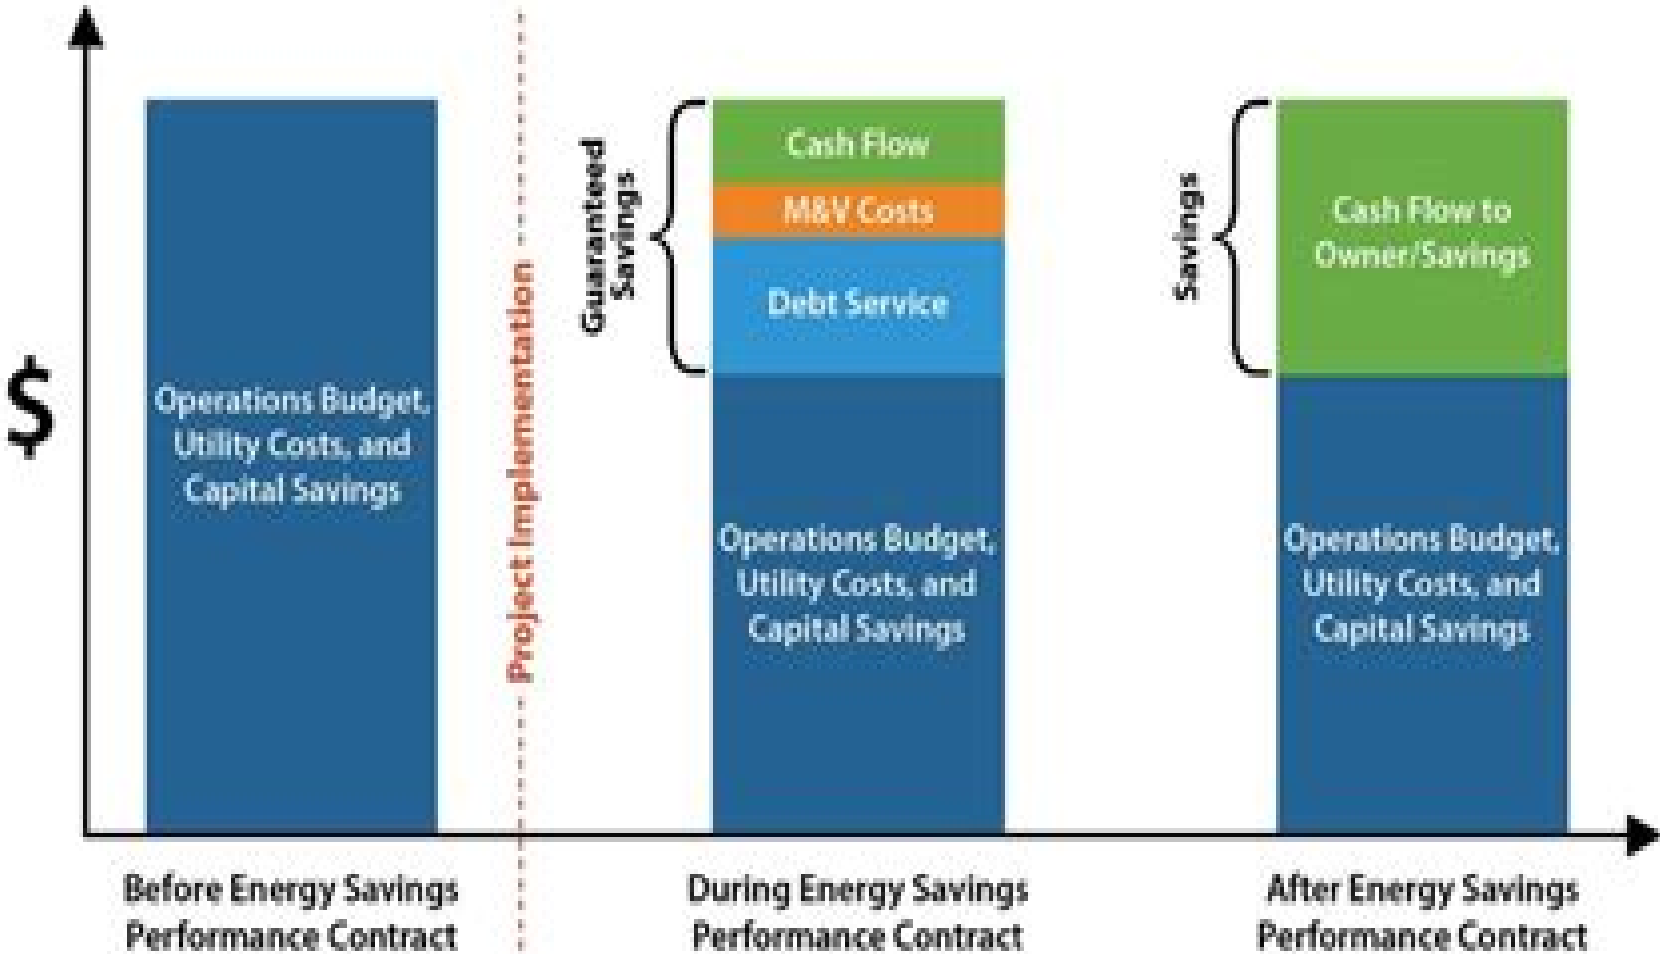 $
Operations Budget,
Utility Costs, and
Capital Savings
Project Implementation
Guaranteed
Savings
Cash Flow
M&V Costs
Debt Service
Operations Budget,
Utility Costs, and
Capital Savings
Savings
Cash Flow to
Owner/Savings
Operations Budget,
Utility Costs, and
Capital Savings
Before Energy Savings
Performance Contract
During Energy Savings
Performance Contract
After Energy Savings
Performance Contract